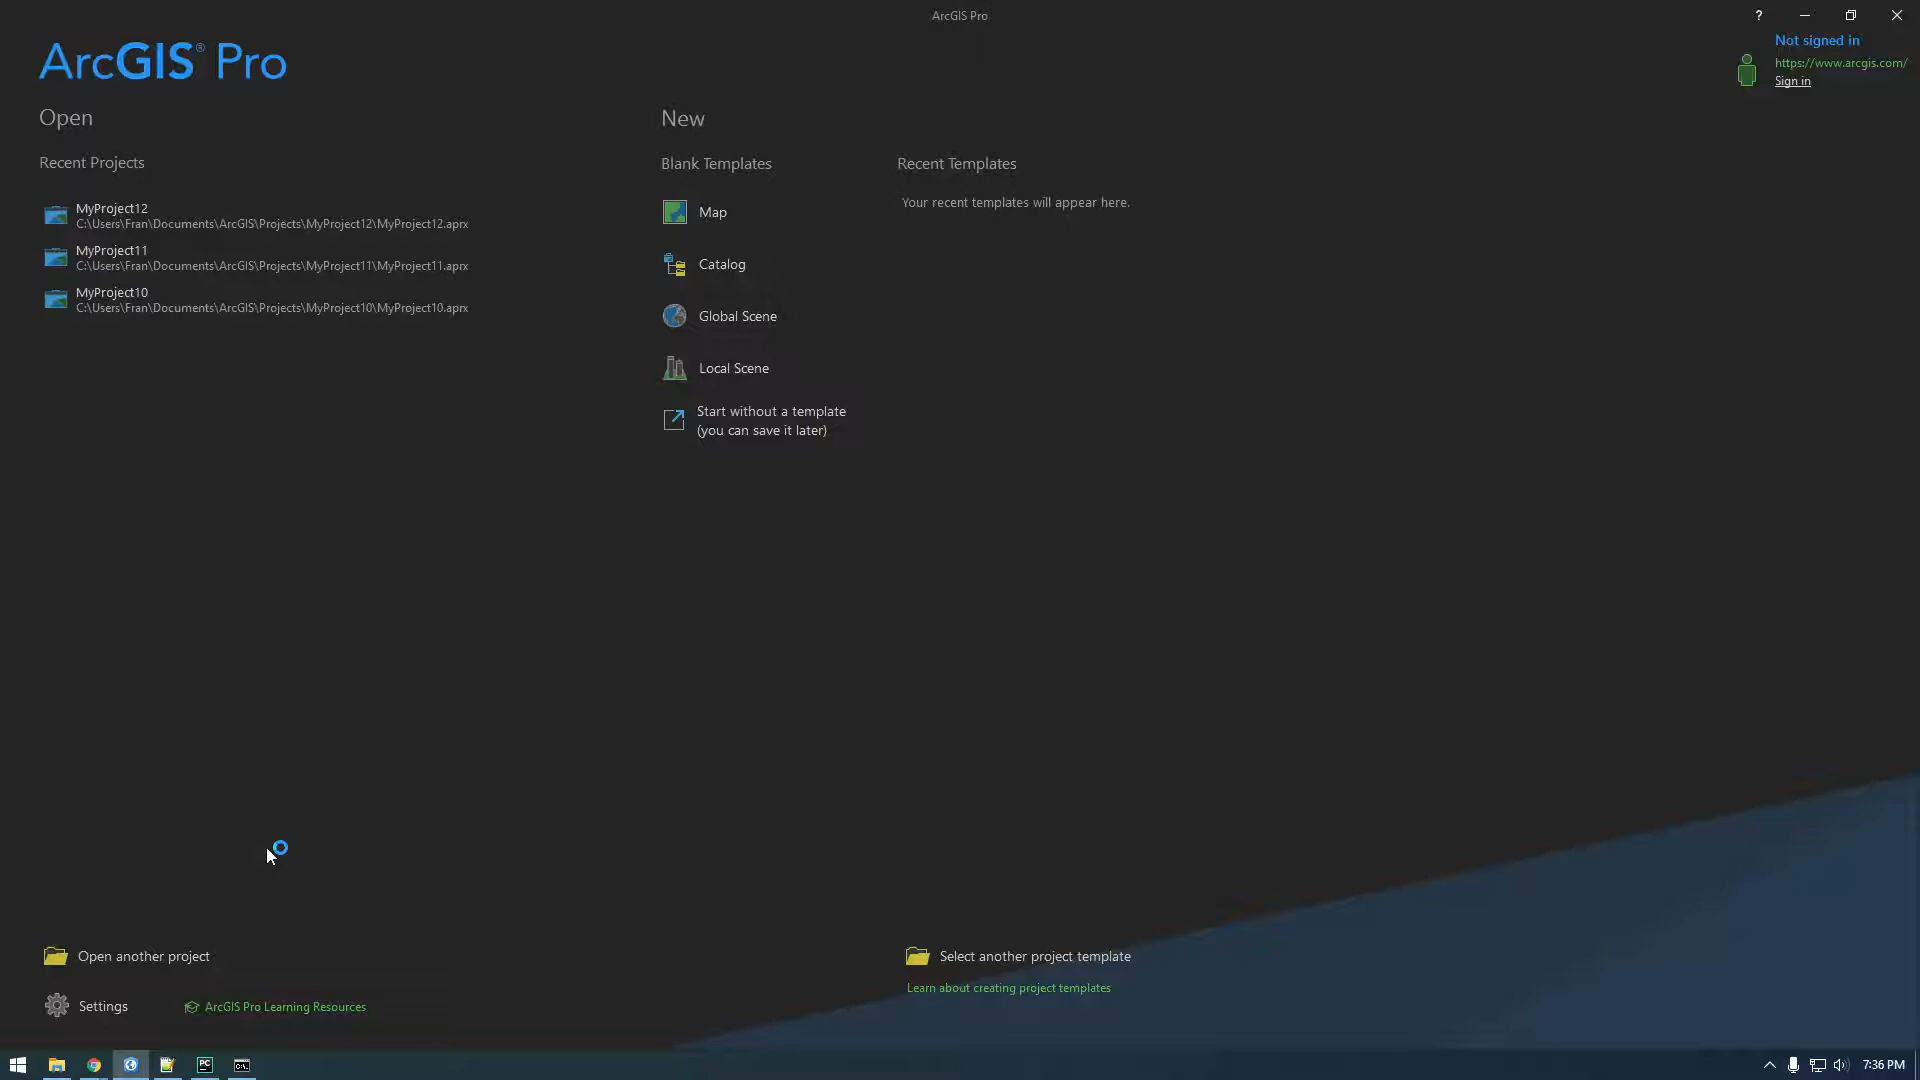 ArcGIS Pro
?
Not signed in
https://www.arcgis.com/
Sign in
ArcGIS® Pro
Open
Recent Projects
MyProject12
C:\Users\Fran\Documents\ArcGIS\Projects\MyProject12\MyProject12.aprx
MyProject11
C:\Users\Fran\Documents\ArcGIS\Projects\MyProject11\MyProject11.aprx
MyProject10
C:\Users\Fran\Documents\ArcGIS\Projects\MyProject10\MyProject10.aprx
New
Blank Templates
Map
Catalog
Global Scene
Local Scene
Start without a template
(you can save it later)
Recent Templates
Your recent templates will appear here.
Open another project
Settings
ArcGIS Pro Learning Resources
Select another project template
Learn about creating project templates
PC
C:\.
7:36 PM